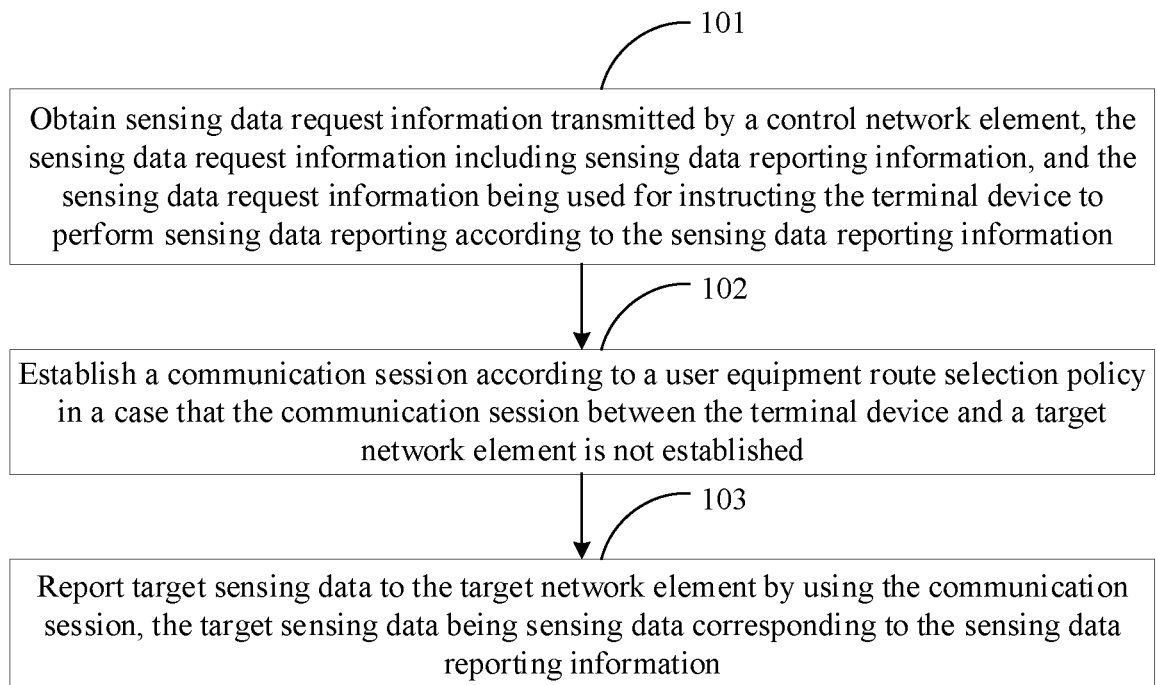 101
Obtain sensing data request information transmitted by a control network element, the
sensing data request information including sensing data reporting information, and the
sensing data request information being used for instructing the terminal device to
perform sensing data reporting according to the sensing data reporting information
102
Establish a communication session according to a user equipment route selection policy
in a case that the communication session between the terminal device and a target
network element is not established
103
Report target sensing data to the target network element by using the communication
session, the target sensing data being sensing data corresponding to the sensing data
reporting information